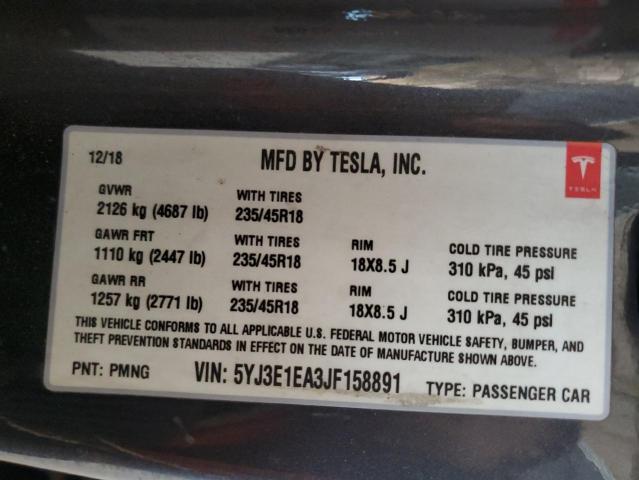 12/18 MFD BY TESLA, INC.
TESLA
GVWR WITH TIRES
2126 kg (4687 lb) 235/45R18
GAWR FRT WITH TIRES RIM COLD TIRE PRESSURE
1110 kg (2447 lb) 235/45R18 18X8.5 J 310 kPa, 45 psi
GAWR RR WITH TIRES RIM COLD TIRE PRESSURE
1257 kg (2771 lb) 235/45R18 18X8.5 J 310 kPa, 45 psi
THIS VEHICLE CONFORMS TO ALL APPLICABLE U.S. FEDERAL MOTOR VEHICLE SAFETY, BUMPER, AND
THEFT PREVENTION STANDARDS IN EFFECT ON THE DATE OF MANUFACTURE SHOWN ABOVE.
PNT: PMNG VIN: 5YJ3E1EA3JF158891 TYPE: PASSENGER CAR